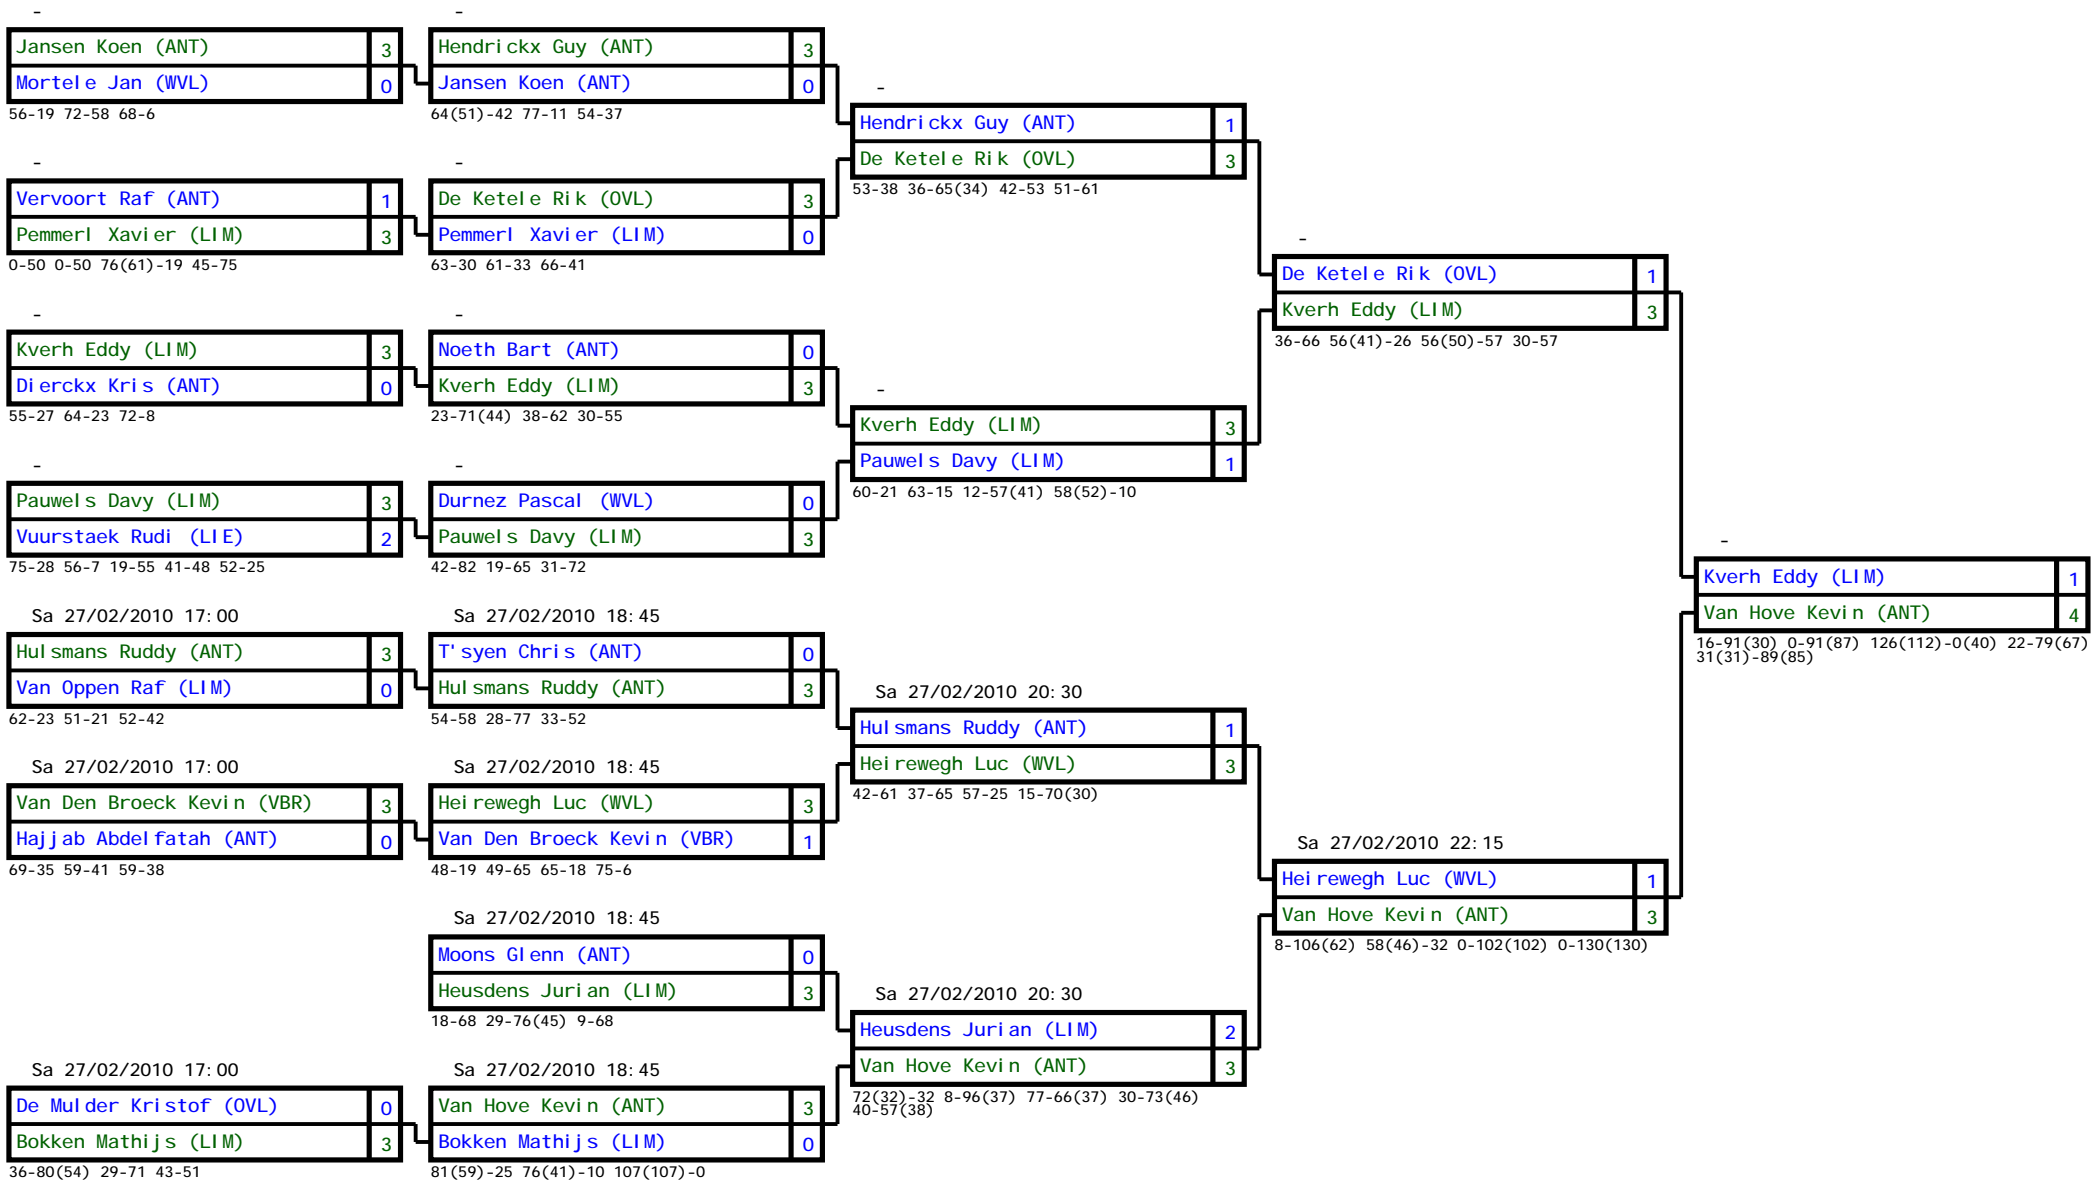 -
Jansen Koen (ANT) 3
Mortele Jan (WVL) 0
56-19 72-58 68-6
-
Vervoort Raf (ANT) 1
Pemmerl Xavier (LIM) 3
0-50 0-50 76(61)-19 45-75
-
Kverh Eddy (LIM) 3
Dierckx Kris (ANT) 0
55-27 64-23 72-8
-
Pauwels Davy (LIM) 3
Vuurstaek Rudi (LIE) 2
75-28 56-7 19-55 41-48 52-25
Sa 27/02/2010 17:00
Hulsmans Ruddy (ANT) 3
Van Oppen Raf (LIM) 0
62-23 51-21 52-42
Sa 27/02/2010 17:00
Van Den Broeck Kevin (VBR) 3
Hajjab Abdelfatah (ANT) 0
69-35 59-41 59-38
Sa 27/02/2010 17:00
De Mulder Kristof (OVL) 0
Bokken Mathijs (LIM) 3
36-80(54) 29-71 43-51
-
Hendrickx Guy (ANT) 3
Jansen Koen (ANT) 0
64(51)-42 77-11 54-37
-
De Ketele Rik (OVL) 3
Pemmerl Xavier (LIM) 0
63-30 61-33 66-41
-
Noeth Bart (ANT) 0
Kverh Eddy (LIM) 3
23-71(44) 38-62 30-55
-
Durnez Pascal (WVL) 0
Pauwels Davy (LIM) 3
42-82 19-65 31-72
Sa 27/02/2010 18:45
T'syen Chris (ANT) 0
Hulsmans Ruddy (ANT) 3
54-58 28-77 33-52
Sa 27/02/2010 18:45
Heirewegh Luc (WVL) 3
Van Den Broeck Kevin (VBR) 1
48-19 49-65 65-18 75-6
Sa 27/02/2010 18:45
Moons Glenn (ANT) 0
Heusdens Jurian (LIM) 3
18-68 29-76(45) 9-68
Sa 27/02/2010 18:45
Van Hove Kevin (ANT) 3
Bokken Mathijs (LIM) 0
81(59)-25 76(41)-10 107(107)-0
-
Hendrickx Guy (ANT) 1
De Ketele Rik (OVL) 3
53-38 36-65(34) 42-53 51-61
-
Kverh Eddy (LIM) 3
Pauwels Davy (LIM) 1
60-21 63-15 12-57(41) 58(52)-10
Sa 27/02/2010 20:30
Hulsmans Ruddy (ANT) 1
Heirewegh Luc (WVL) 3
42-61 37-65 57-25 15-70(30)
Sa 27/02/2010 20:30
Heusdens Jurian (LIM) 2
Van Hove Kevin (ANT) 3
72(32)-32 8-96(37) 77-66(37) 30-73(46)
40-57(38)
-
De Ketele Rik (OVL) 1
Kverh Eddy (LIM) 3
36-66 56(41)-26 56(50)-57 30-57
Sa 27/02/2010 22:15
Heirewegh Luc (WVL) 1
Van Hove Kevin (ANT) 3
8-106(62) 58(46)-32 0-102(102) 0-130(130)
-
Kverh Eddy (LIM) 1
Van Hove Kevin (ANT) 4
16-91(30) 0-91(87) 126(112)-0(40) 22-79(67)
31(31)-89(85)